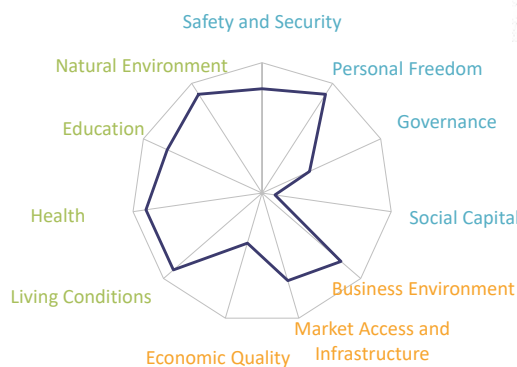 Safety and Security
Natural Environment
Personal Freedom
Education
Governance
Health
Social Capital
Living Conditions
Business Environment
Market Access and
Infrastructure
Economic Quality